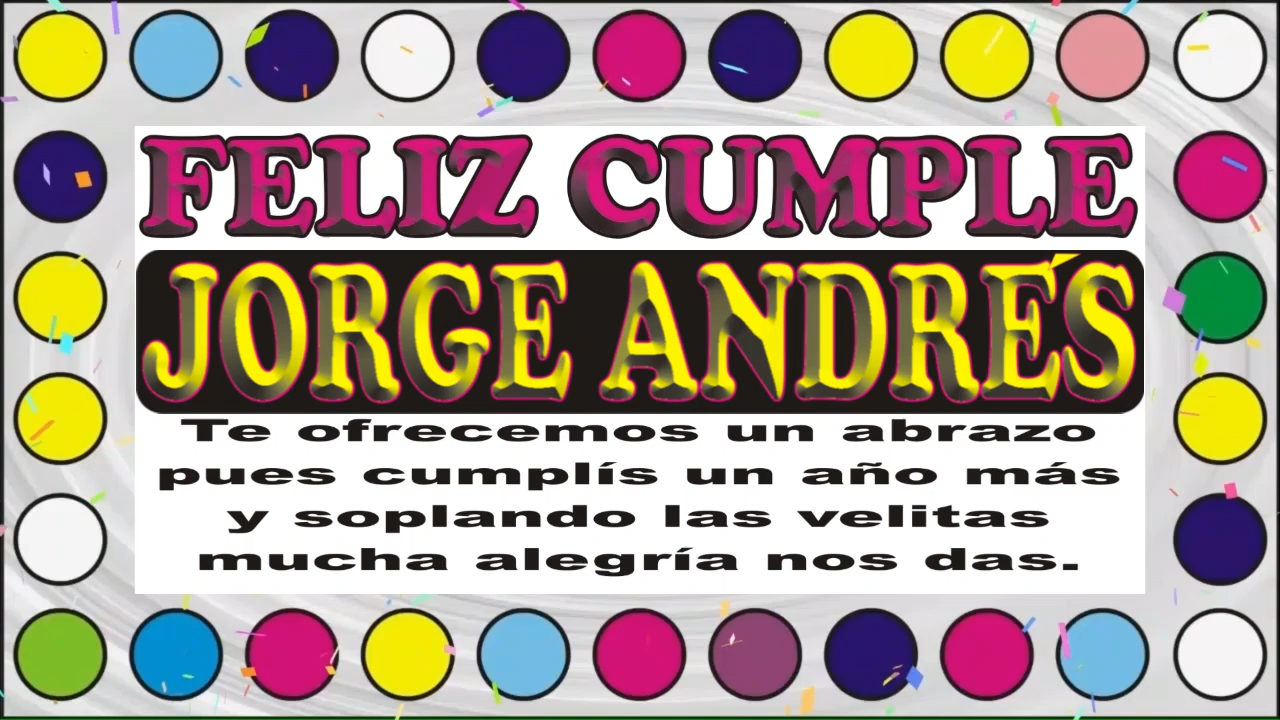 FELIZ CUMPLE
JORGE ANDRÉS
Te ofrecemos un abrazo
pues cumplís un año más
y soplando las velitas
mucha alegría nos das.